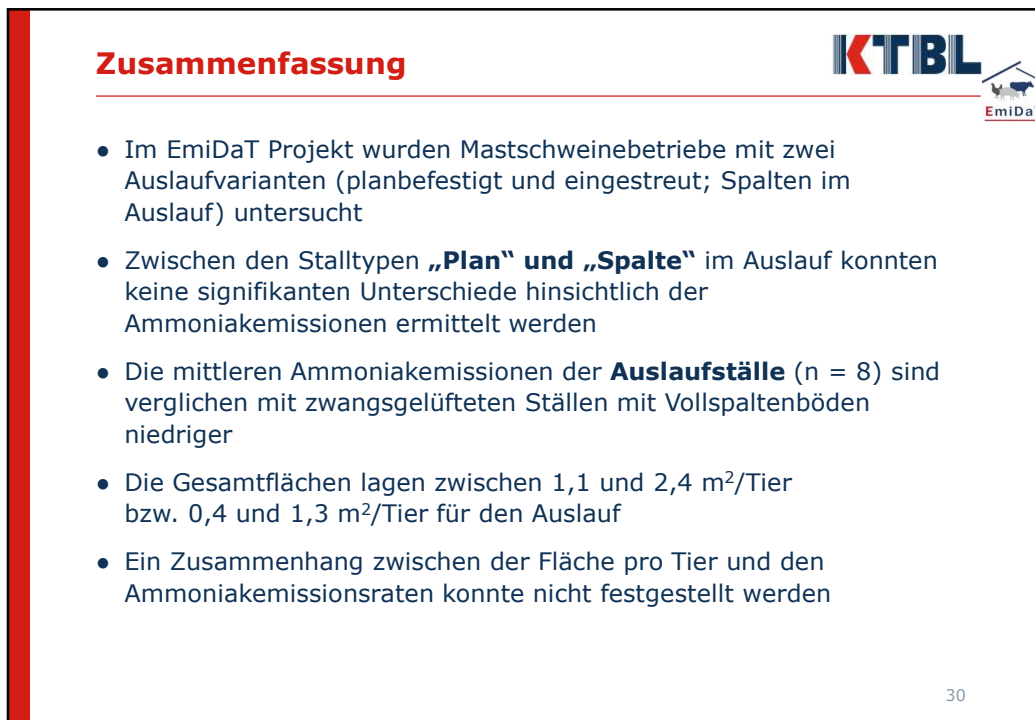 Zusammenfassung
KTBL
EmiDaT
● Im EmiDaT Projekt wurden Mastschweinebetriebe mit zwei
Auslaufvarianten (planbefestigt und eingestreut; Spalten im
Auslauf) untersucht
● Zwischen den Stalltypen „Plan“ und „Spalte“ im Auslauf konnten
keine signifikanten Unterschiede hinsichtlich der
Ammoniakemissionen ermittelt werden
● Die mittleren Ammoniakemissionen der Auslaufställe (n = 8) sind
verglichen mit zwangsgelüfteten Ställen mit Vollspaltenböden
niedriger
● Die Gesamtflächen lagen zwischen 1,1 und 2,4 m²/Tier
bzw. 0,4 und 1,3 m²/Tier für den Auslauf
● Ein Zusammenhang zwischen der Fläche pro Tier und den
Ammoniakemissionsraten konnte nicht festgestellt werden
30